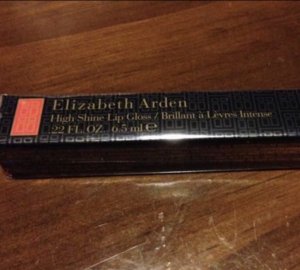 Elizabeth Arden
High Shine Lip Gloss / Brillant à Lèvres Intense
.22 FL. OZ. 6.5 ml ℮